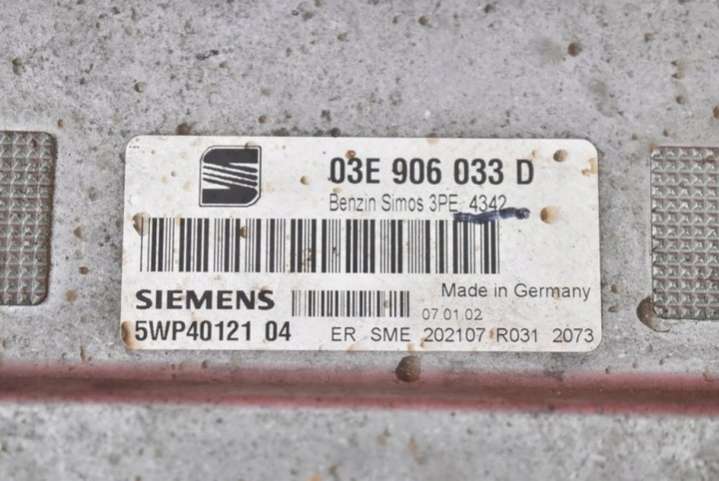 03E 906 033 D
Benzin Simos 3PE 4342
Made in Germany
SIEMENS
07 01 02
5WP40121 04
ER SME 202107 R031 2073